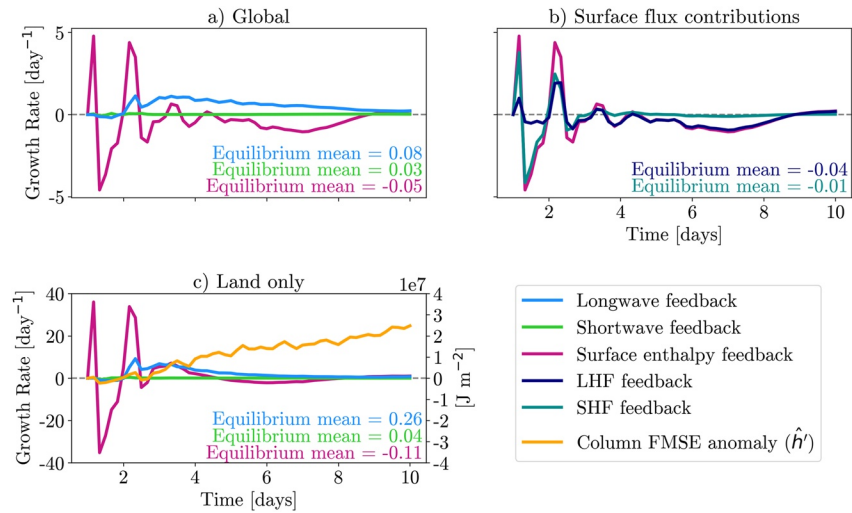 a) Global
b) Surface flux contributions
Growth Rate [day⁻¹]
5
0
-5
Equilibrium mean = 0.08
Equilibrium mean = 0.03
Equilibrium mean = -0.05
Equilibrium mean = -0.04
Equilibrium mean = -0.01
2
4
6
8
10
Time [days]
c) Land only
1e7
Growth Rate [day⁻¹]
40
20
0
-20
-40
4
3
2
1
0
-1
-2
-3
-4
[J m⁻²]
Equilibrium mean = 0.26
Equilibrium mean = 0.04
Equilibrium mean = -0.11
2
4
6
8
10
Time [days]
Longwave feedback
Shortwave feedback
Surface enthalpy feedback
LHF feedback
SHF feedback
Column FMSE anomaly (ĥ′)